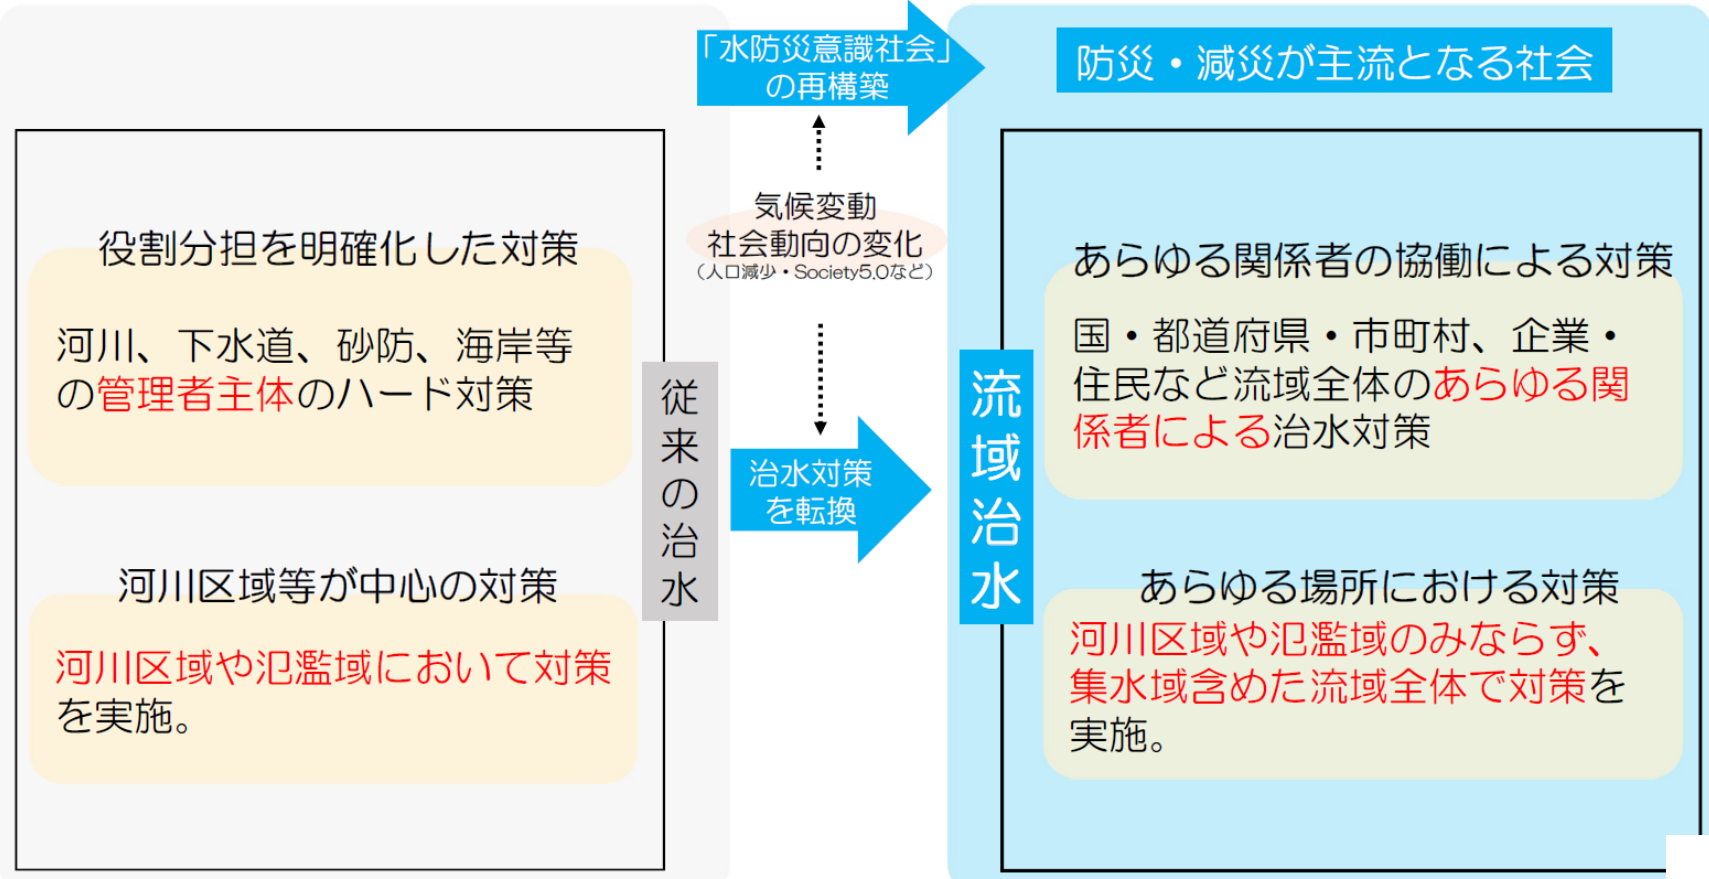 「水防災意識社会」
の再構築
防災・減災が主流となる社会
気候変動
社会動向の変化
（人口減少・Society5.0など）
役割分担を明確化した対策
河川、下水道、砂防、海岸等
の管理者主体のハード対策
河川区域等が中心の対策
河川区域や氾濫域において対策
を実施。
従来の治水
治水対策
を転換
流域治水
あらゆる関係者の協働による対策
国・都道府県・市町村、企業・
住民など流域全体のあらゆる関
係者による治水対策
あらゆる場所における対策
河川区域や氾濫域のみならず、
集水域含めた流域全体で対策を
実施。